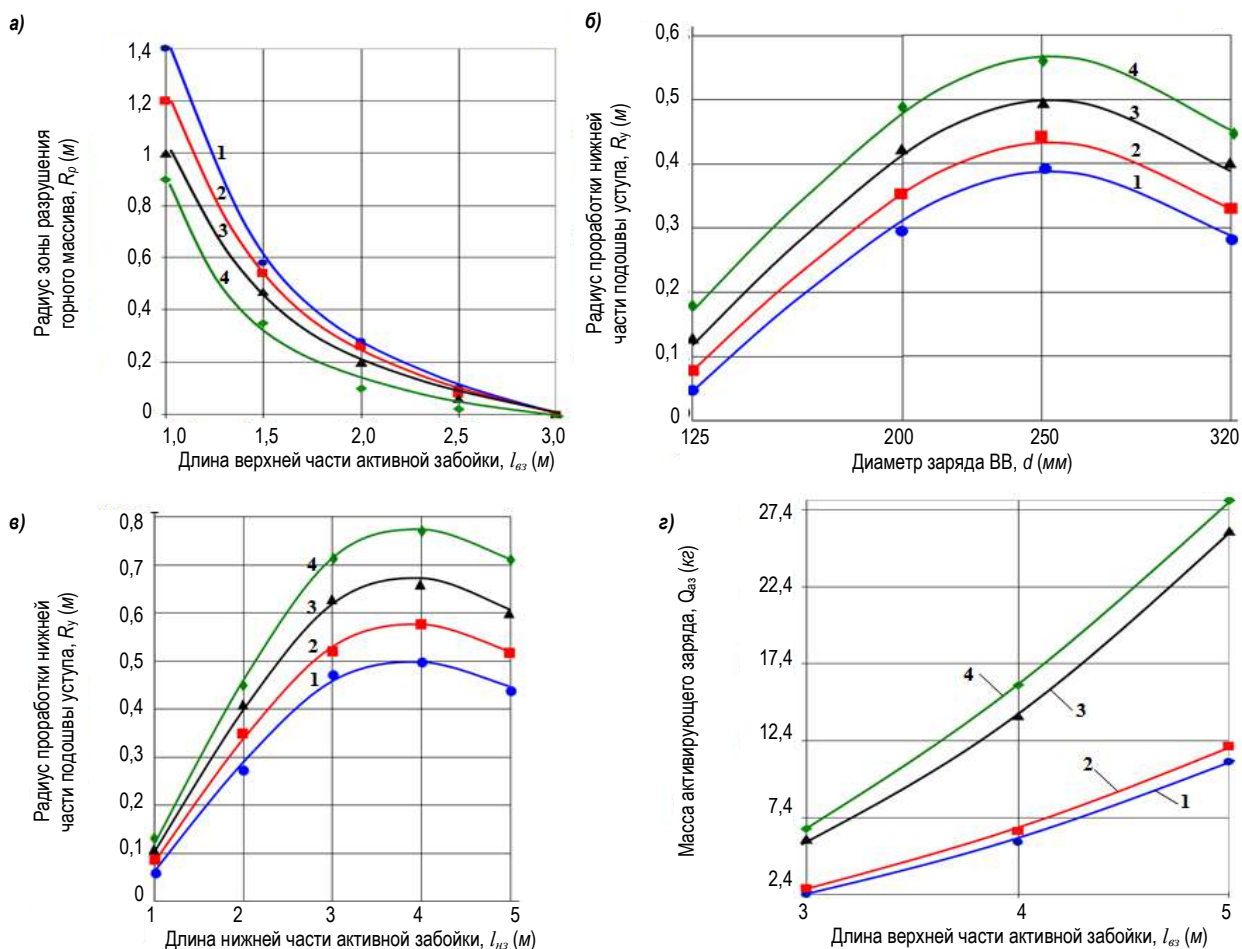 а)
Радиус зоны разрушения
горного массива, Rр (м)
1,4
1,2
1
0,8
0,6
0,4
0,2
0
1
2
3
4
1,0 1,5 2,0 2,5 3,0
Длина верхней части активной забойки, lвз (м)
б)
Радиус проработки нижней
части подошвы уступа, Rу (м)
0,6
0,5
0,4
0,3
0,2
0,1
0
4
3
2
1
125 200 250 320
Диаметр заряда ВВ, d (мм)
в)
Радиус проработки нижней
части подошвы уступа, Rу (м)
0,8
0,7
0,6
0,5
0,4
0,3
0,2
0,1
0
4
3
2
1
1 2 3 4 5
Длина нижней части активной забойки, lнз (м)
г)
Масса активирующего заряда, Qаз (кг)
27,4
22,4
17,4
12,4
7,4
2,4
4
3
2
1
3 4 5
Длина верхней части активной забойки, lвз (м)